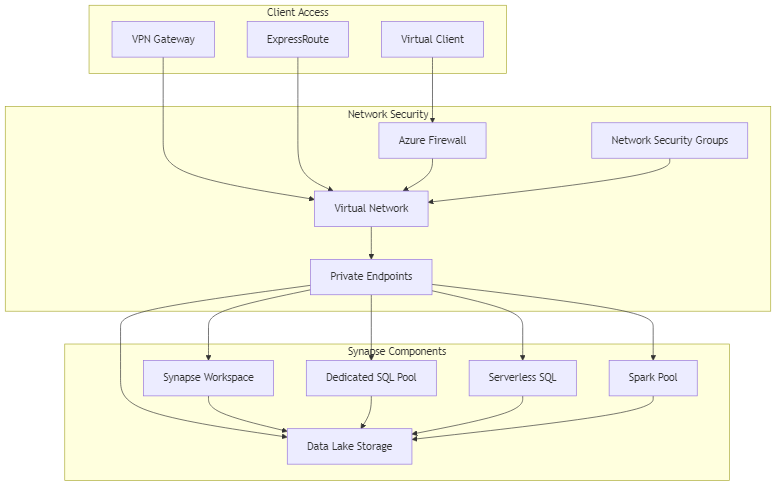 Client Access
VPN Gateway
ExpressRoute
Virtual Client
Network Security
Azure Firewall
Network Security Groups
Virtual Network
Private Endpoints
Synapse Components
Synapse Workspace
Dedicated SQL Pool
Serverless SQL
Spark Pool
Data Lake Storage